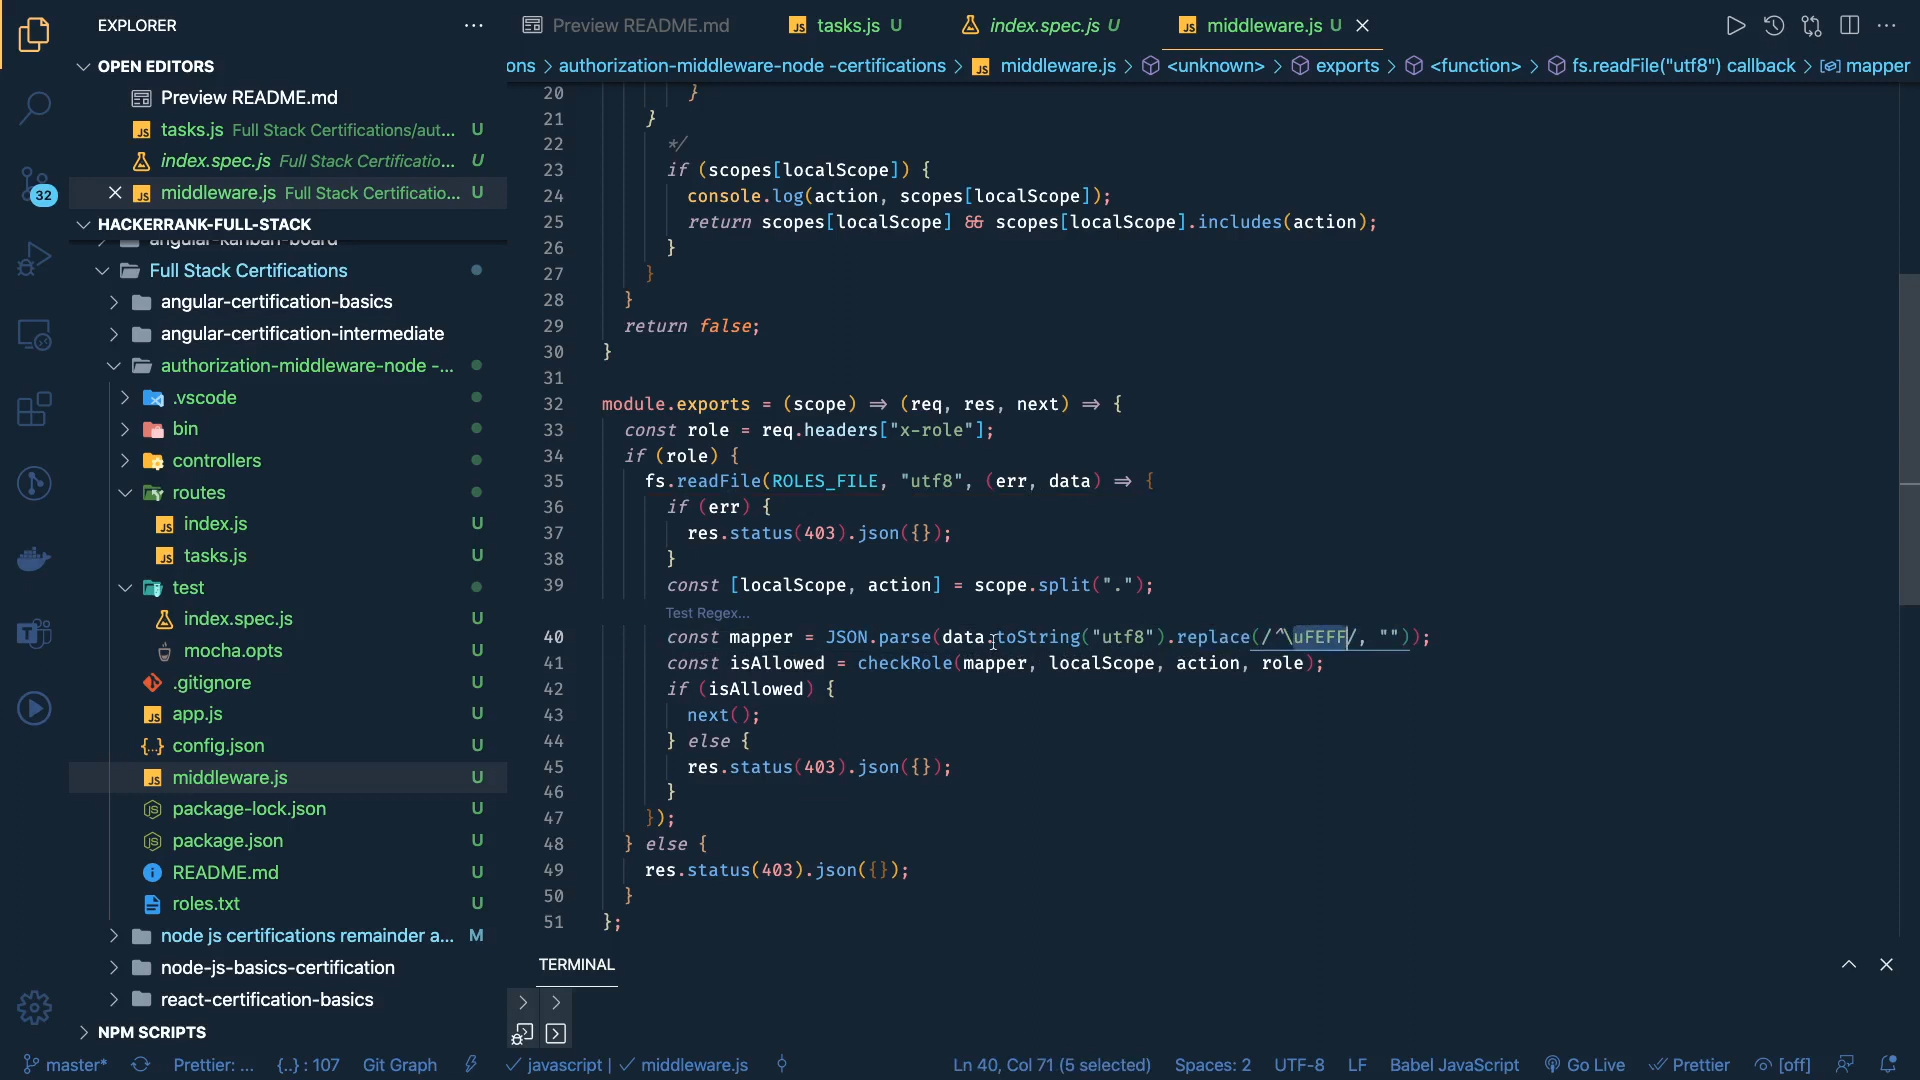 EXPLORER
OPEN EDITORS
Preview README.md
tasks.js Full Stack Certifications/aut... U
index.spec.js Full Stack Certificatio... U
middleware.js Full Stack Certificatio... U
HACKERRANK-FULL-STACK
angular-kanban-board
Full Stack Certifications
angular-certification-basics
angular-certification-intermediate
authorization-middleware-node -...
.vscode
bin
controllers
routes
index.js U
tasks.js U
test
index.spec.js U
mocha.opts U
.gitignore U
app.js U
config.json U
middleware.js U
package-lock.json U
package.json U
README.md U
roles.txt U
node js certifications remainder a... M
node-js-basics-certification
react-certification-basics
NPM SCRIPTS
32
Preview README.md tasks.js U index.spec.js U middleware.js U
ons > authorization-middleware-node -certifications > middleware.js > <unknown> > exports > <function> > fs.readFile("utf8") callback > mapper
20 }
21 }
22 */
23 if (scopes[localScope]) {
24 console.log(action, scopes[localScope]);
25 return scopes[localScope] && scopes[localScope].includes(action);
26 }
27 }
28 }
29 return false;
30 }
31
32 module.exports = (scope) => (req, res, next) => {
33 const role = req.headers["x-role"];
34 if (role) {
35 fs.readFile(ROLES_FILE, "utf8", (err, data) => {
36 if (err) {
37 res.status(403).json({});
38 }
39 const [localScope, action] = scope.split(".");
Test Regex...
40 const mapper = JSON.parse(data.toString("utf8").replace(/^\uFEFF/, ""));
41 const isAllowed = checkRole(mapper, localScope, action, role);
42 if (isAllowed) {
43 next();
44 } else {
45 res.status(403).json({});
46 }
47 });
48 } else {
49 res.status(403).json({});
50 }
51 };
TERMINAL
master* Prettier: ... {..} : 107 Git Graph javascript | middleware.js Ln 40, Col 71 (5 selected) Spaces: 2 UTF-8 LF Babel JavaScript Go Live Prettier [off]